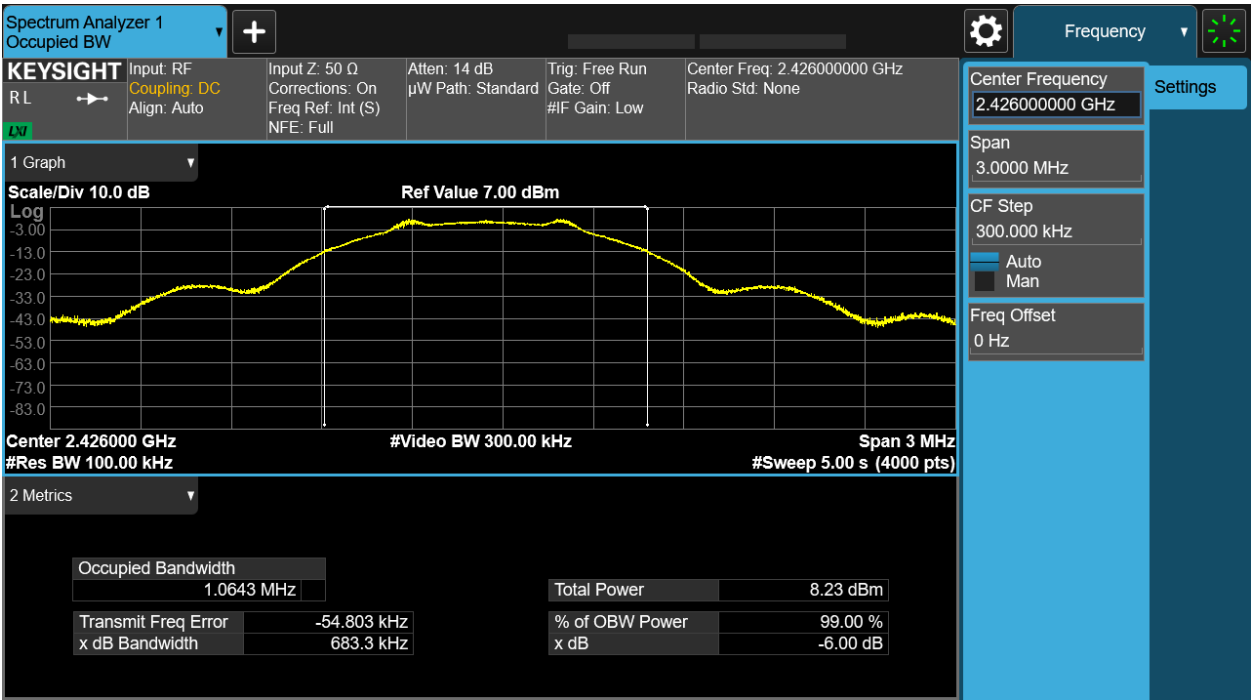 Spectrum Analyzer 1
Occupied BW
+
Frequency
KEYSIGHT
RL
LXI
Input: RF
Coupling: DC
Align: Auto
Input Z: 50 Ω
Corrections: On
Freq Ref: Int (S)
NFE: Full
Atten: 14 dB
µW Path: Standard
Trig: Free Run
Gate: Off
#IF Gain: Low
Center Freq: 2.426000000 GHz
Radio Std: None
Center Frequency
2.426000000 GHz
Settings
Span
3.0000 MHz
CF Step
300.000 kHz
Auto
Man
Freq Offset
0 Hz
1 Graph
Scale/Div 10.0 dB
Ref Value 7.00 dBm
Log
-3.00
-13.0
-23.0
-33.0
-43.0
-53.0
-63.0
-73.0
-83.0
Center 2.426000 GHz
#Video BW 300.00 kHz
Span 3 MHz
#Res BW 100.00 kHz
#Sweep 5.00 s (4000 pts)
2 Metrics
Occupied Bandwidth
1.0643 MHz
Total Power 8.23 dBm
Transmit Freq Error -54.803 kHz
% of OBW Power 99.00 %
x dB Bandwidth 683.3 kHz
x dB -6.00 dB